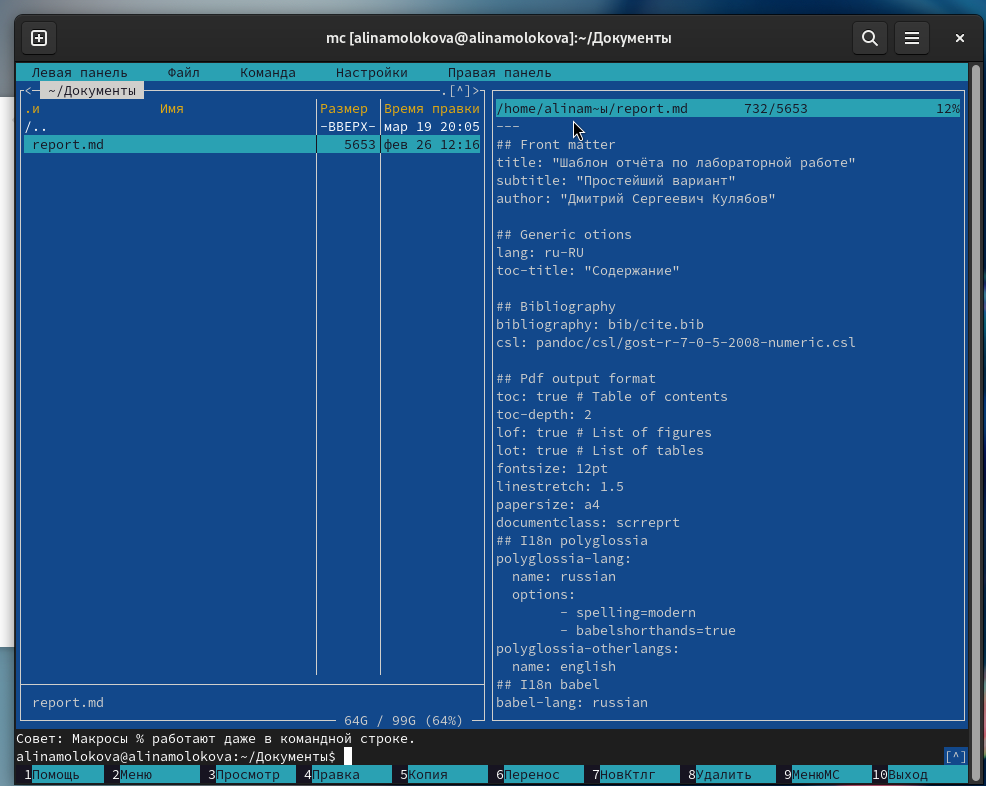 mc [alinamolokova@alinamolokova]:~/Документы
Левая панель Файл Команда Настройки Правая панель
<─ ~/Документы .[^]>
.и Имя Размер Время правки
/.. -ВВЕРХ- мар 19 20:05
report.md 5653 фев 26 12:16
report.md
64G / 99G (64%)
/home/alinam~ы/report.md 732/5653 12%
---
## Front matter
title: "Шаблон отчёта по лабораторной работе"
subtitle: "Простейший вариант"
author: "Дмитрий Сергеевич Кулябов"
## Generic otions
lang: ru-RU
toc-title: "Содержание"
## Bibliography
bibliography: bib/cite.bib
csl: pandoc/csl/gost-r-7-0-5-2008-numeric.csl
## Pdf output format
toc: true # Table of contents
toc-depth: 2
lof: true # List of figures
lot: true # List of tables
fontsize: 12pt
linestretch: 1.5
papersize: a4
documentclass: scrreprt
## I18n polyglossia
polyglossia-lang:
name: russian
options:
- spelling=modern
- babelshorthands=true
polyglossia-otherlangs:
name: english
## I18n babel
babel-lang: russian
Совет: Макросы % работают даже в командной строке.
alinamolokova@alinamolokova:~/Документы$ [^]
1Помощь 2Меню 3Просмотр 4Правка 5Копия 6Перенос 7НовКтлг 8Удалить 9МенюМС 10Выход